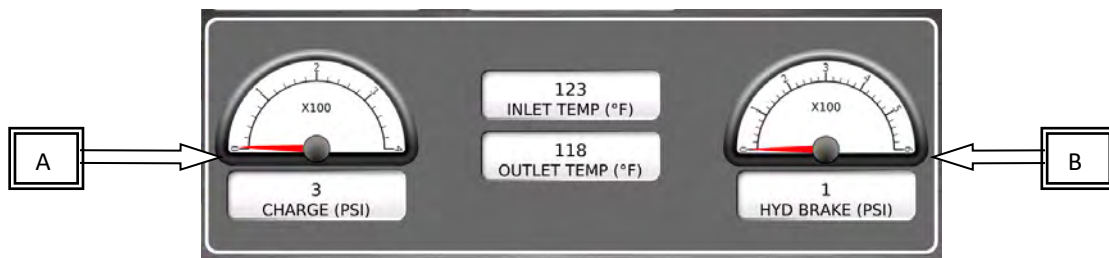 A
0
1
2
3
4
X100
3
CHARGE (PSI)
123
INLET TEMP (°F)
118
OUTLET TEMP (°F)
0
1
2
3
4
5
6
X100
1
HYD BRAKE (PSI)
B